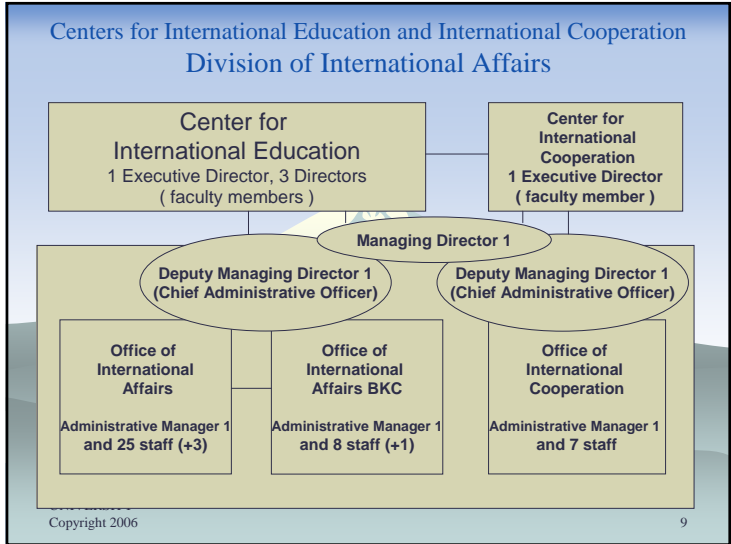 Centers for International Education and International Cooperation
Division of International Affairs
Center for
International Education
1 Executive Director, 3 Directors
( faculty members )
Center for
International
Cooperation
1 Executive Director
( faculty member )
Managing Director 1
Deputy Managing Director 1
(Chief Administrative Officer)
Deputy Managing Director 1
(Chief Administrative Officer)
Office of
International
Affairs
Administrative Manager 1
and 25 staff (+3)
Office of
International
Affairs BKC
Administrative Manager 1
and 8 staff (+1)
Office of
International
Cooperation
Administrative Manager 1
and 7 staff
Copyright 2006
9